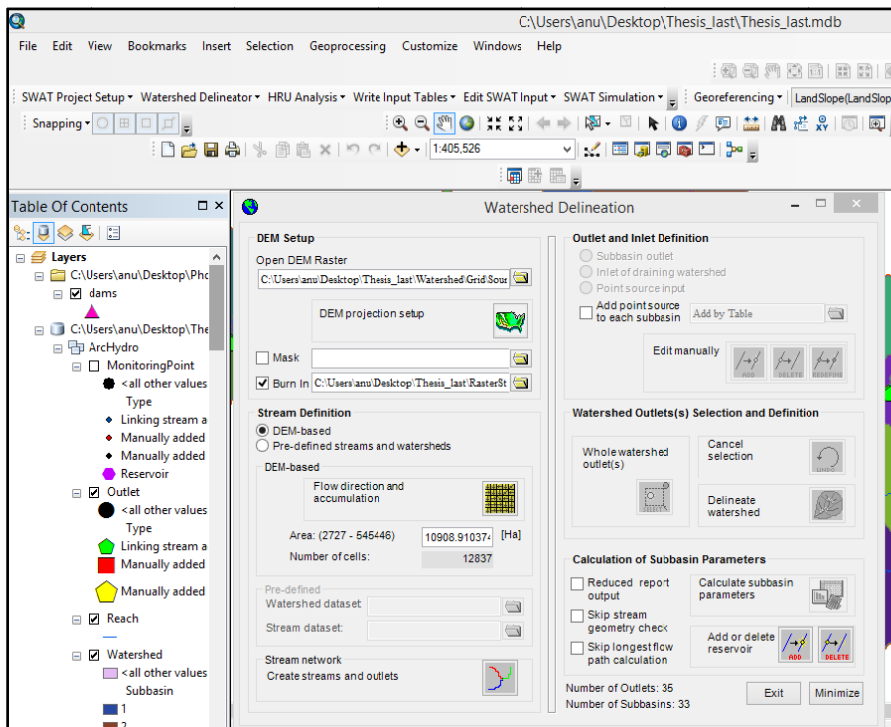 C:\Users\anu\Desktop\Thesis_last\Thesis_last.mdb
File Edit View Bookmarks Insert Selection Geoprocessing Customize Windows Help
SWAT Project Setup Watershed Delineator HRU Analysis Write Input Tables Edit SWAT Input SWAT Simulation Georeferencing LandSlope(LandSlop
Snapping
1:405,526
Table Of Contents
Layers
C:\Users\anu\Desktop\Pho
dams
C:\Users\anu\Desktop\The
ArcHydro
MonitoringPoint
<all other values
Type
Linking stream a
Manually added
Manually added
Reservoir
Outlet
<all other values
Type
Linking stream a
Manually added
Manually added
Reach
Watershed
<all other values
Subbasin
1
2
Watershed Delineation
DEM Setup
Open DEM Raster
C:\Users\anu\Desktop\Thesis_last\Watershed\Grid\Sour
DEM projection setup
Mask
Burn In C:\Users\anu\Desktop\Thesis_last\RasterSt
Stream Definition
DEM-based
Pre-defined streams and watersheds
DEM-based
Flow direction and
accumulation
Area: (2727 - 545446) 10908.910374 [Ha]
Number of cells: 12837
Pre-defined
Watershed dataset:
Stream dataset:
Stream network
Create streams and outlets
Outlet and Inlet Definition
Subbasin outlet
Inlet of draining watershed
Point source input
Add point source
to each subbasin Add by Table
Edit manually
ADD DELETE REDEFINE
Watershed Outlets(s) Selection and Definition
Whole watershed
outlet(s)
Cancel
selection
UNDO
Delineate
watershed
Calculation of Subbasin Parameters
Reduced report
output
Skip stream
geometry check
Skip longest flow
path calculation
Calculate subbasin
parameters
Add or delete
reservoir
ADD DELETE
Number of Outlets: 35
Number of Subbasins: 33
Exit Minimize